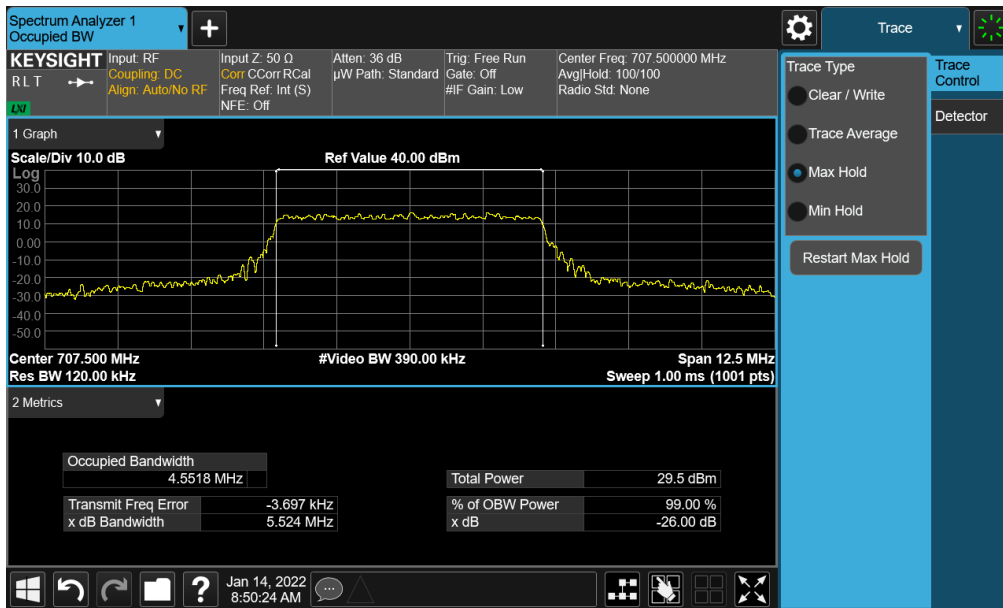 Spectrum Analyzer 1
Occupied BW
Trace
KEYSIGHT
R L T
LXI
Input: RF
Coupling: DC
Align: Auto/No RF
Input Z: 50 Ω
Corr CCorr RCal
Freq Ref: Int (S)
NFE: Off
Atten: 36 dB
µW Path: Standard
Trig: Free Run
Gate: Off
#IF Gain: Low
Center Freq: 707.500000 MHz
Avg|Hold: 100/100
Radio Std: None
1 Graph
Scale/Div 10.0 dB
Ref Value 40.00 dBm
Log
30.0
20.0
10.0
0.00
-10.0
-20.0
-30.0
-40.0
-50.0
Center 707.500 MHz
#Video BW 390.00 kHz
Span 12.5 MHz
Res BW 120.00 kHz
Sweep 1.00 ms (1001 pts)
2 Metrics
Occupied Bandwidth
4.5518 MHz
Total Power 29.5 dBm
Transmit Freq Error -3.697 kHz
% of OBW Power 99.00 %
x dB Bandwidth 5.524 MHz
x dB -26.00 dB
Trace Type
Clear / Write
Trace Average
Max Hold
Min Hold
Restart Max Hold
Trace
Control
Detector
?
Jan 14, 2022
8:50:24 AM